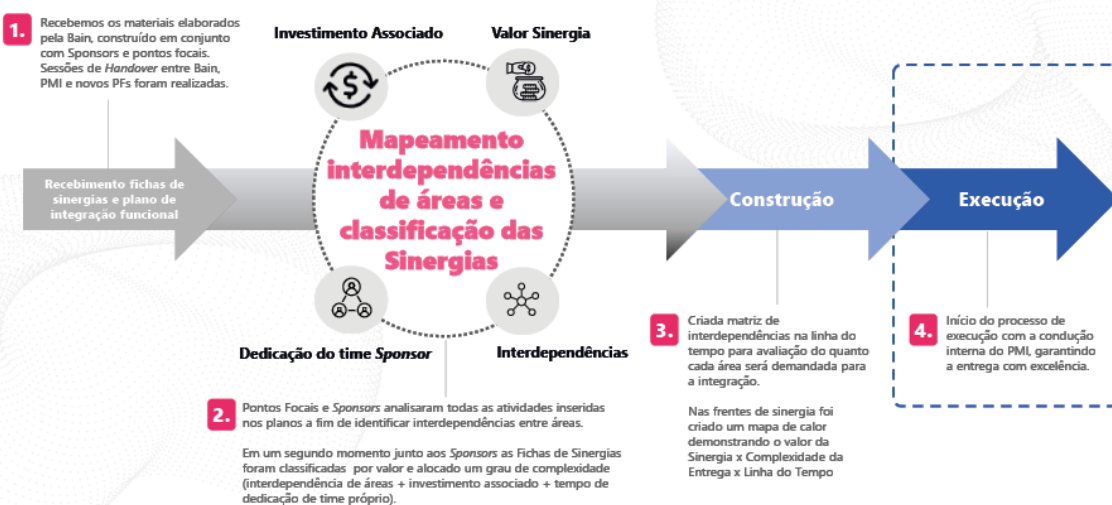 1.
Recebemos os materiais elaborados
pela Bain, construído em conjunto
com Sponsors e pontos focais.
Sessões de Handover entre Bain,
PMI e novos PFs foram realizadas.
Investimento Associado
Valor Sinergia
Recebimento fichas de
sinergias e plano de
integração funcional
Mapeamento
interdependências
de áreas e
classificação das
Sinergias
Construção
Execução
Dedicação do time Sponsor
Interdependências
2.
Pontos Focais e Sponsors analisaram todas as atividades inseridas
nos planos a fim de identificar interdependências entre áreas.
Em um segundo momento junto aos Sponsors as Fichas de Sinergias
foram classificadas por valor e alocado um grau de complexidade
(interdependência de áreas + investimento associado + tempo de
dedicação de time próprio).
3.
Criada matriz de
interdependências na linha do
tempo para avaliação do quanto
cada área será demandada para
a integração.
Nas frentes de sinergia foi
criado um mapa de calor
demonstrando o valor da
Sinergia x Complexidade da
Entrega x Linha do Tempo
4.
Início do processo de
execução com a condução
interna do PMI, garantindo
a entrega com excelência.